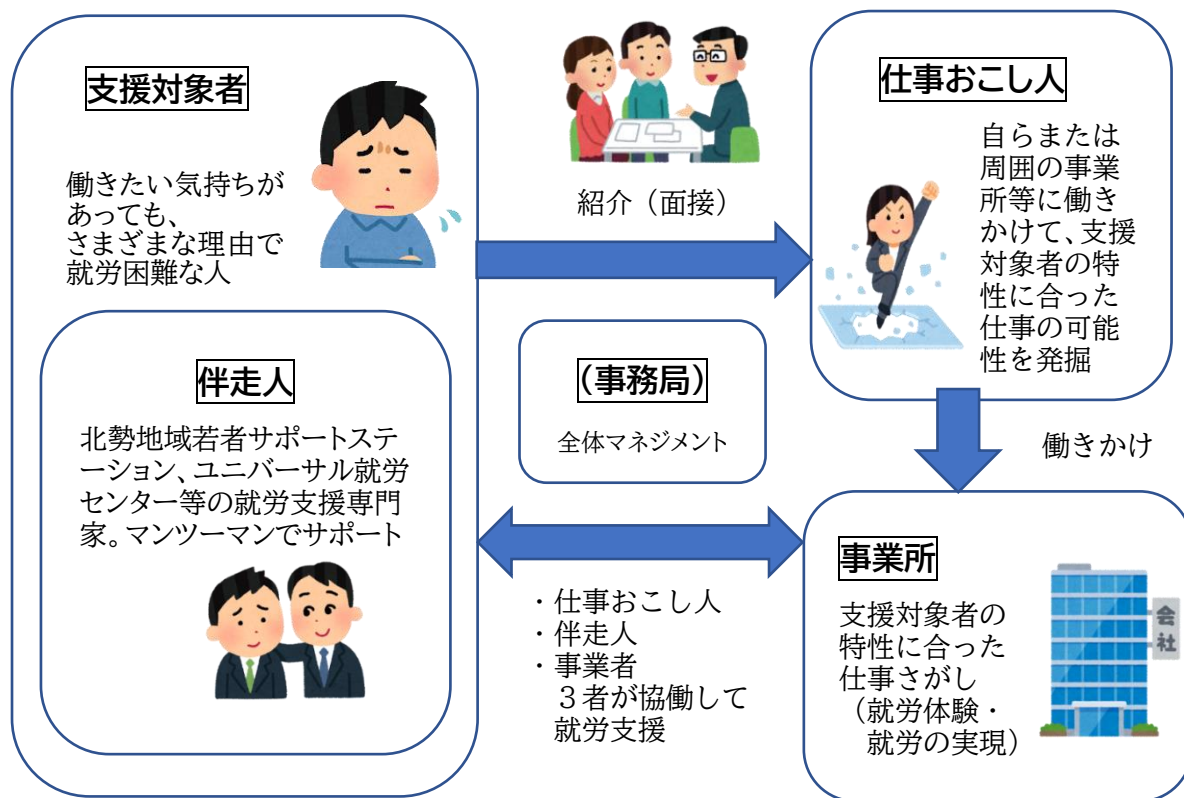 支援対象者
働きたい気持ちが
あっても、
さまざまな理由で
就労困難な人
伴走人
北勢地域若者サポートステ
ーション、ユニバーサル就労
センター等の就労支援専門
家。マンツーマンでサポート
紹介（面接）
仕事おこし人
自らまたは
周囲の事業
所等に働き
かけて、支援
対象者の特
性に合った
仕事の可能
性を発掘
（事務局）
全体マネジメント
働きかけ
・仕事おこし人
・伴走人
・事業者
３者が協働して
就労支援
事業所
支援対象者の
特性に合った
仕事さがし
（就労体験・
就労の実現）
会社